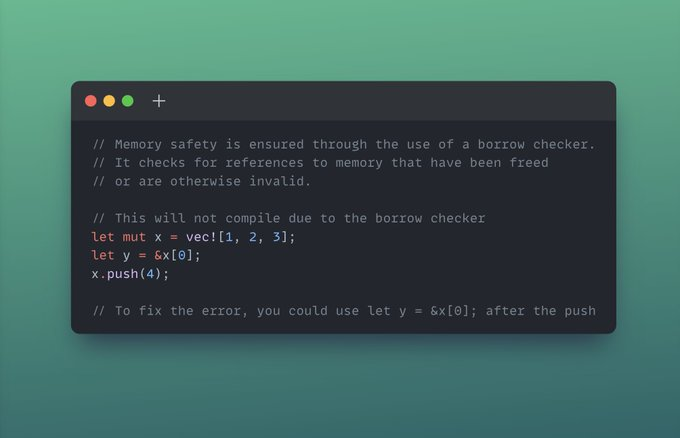 // Memory safety is ensured through the use of a borrow checker.
// It checks for references to memory that have been freed
// or are otherwise invalid.
// This will not compile due to the borrow checker
let mut x = vec![1, 2, 3];
let y = &x[0];
x.push(4);
// To fix the error, you could use let y = &x[0]; after the push